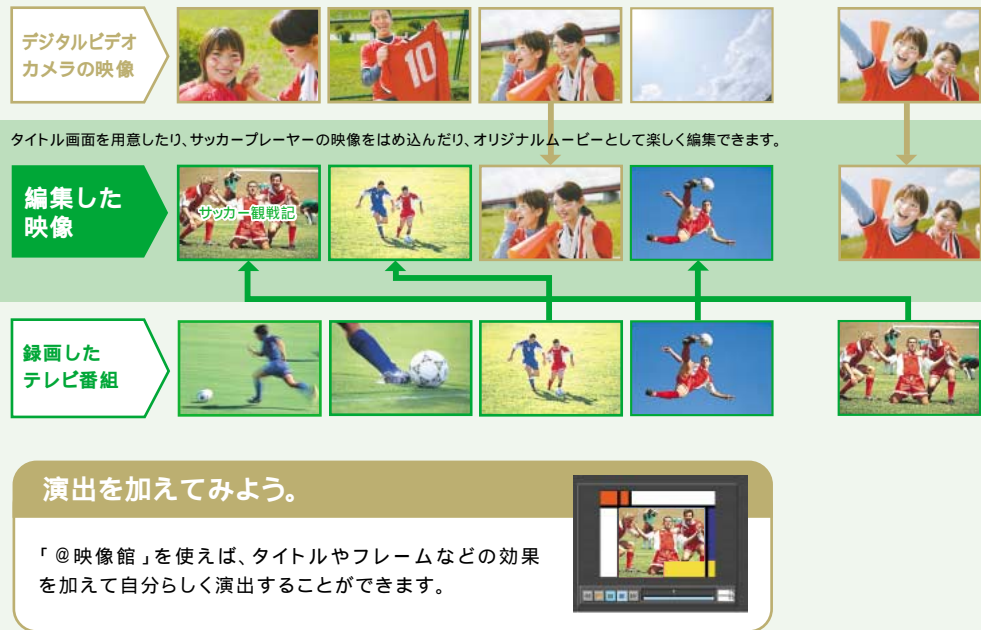 デジタルビデオ
カメラの映像
10
タイトル画面を用意したり、サッカープレーヤーの映像をはめ込んだり、オリジナルムービーとして楽しく編集できます。
編集した
映像
サッカー観戦記
録画した
テレビ番組
演出を加えてみよう。
「@映像館」を使えば、タイトルやフレームなどの効果
を加えて自分らしく演出することができます。